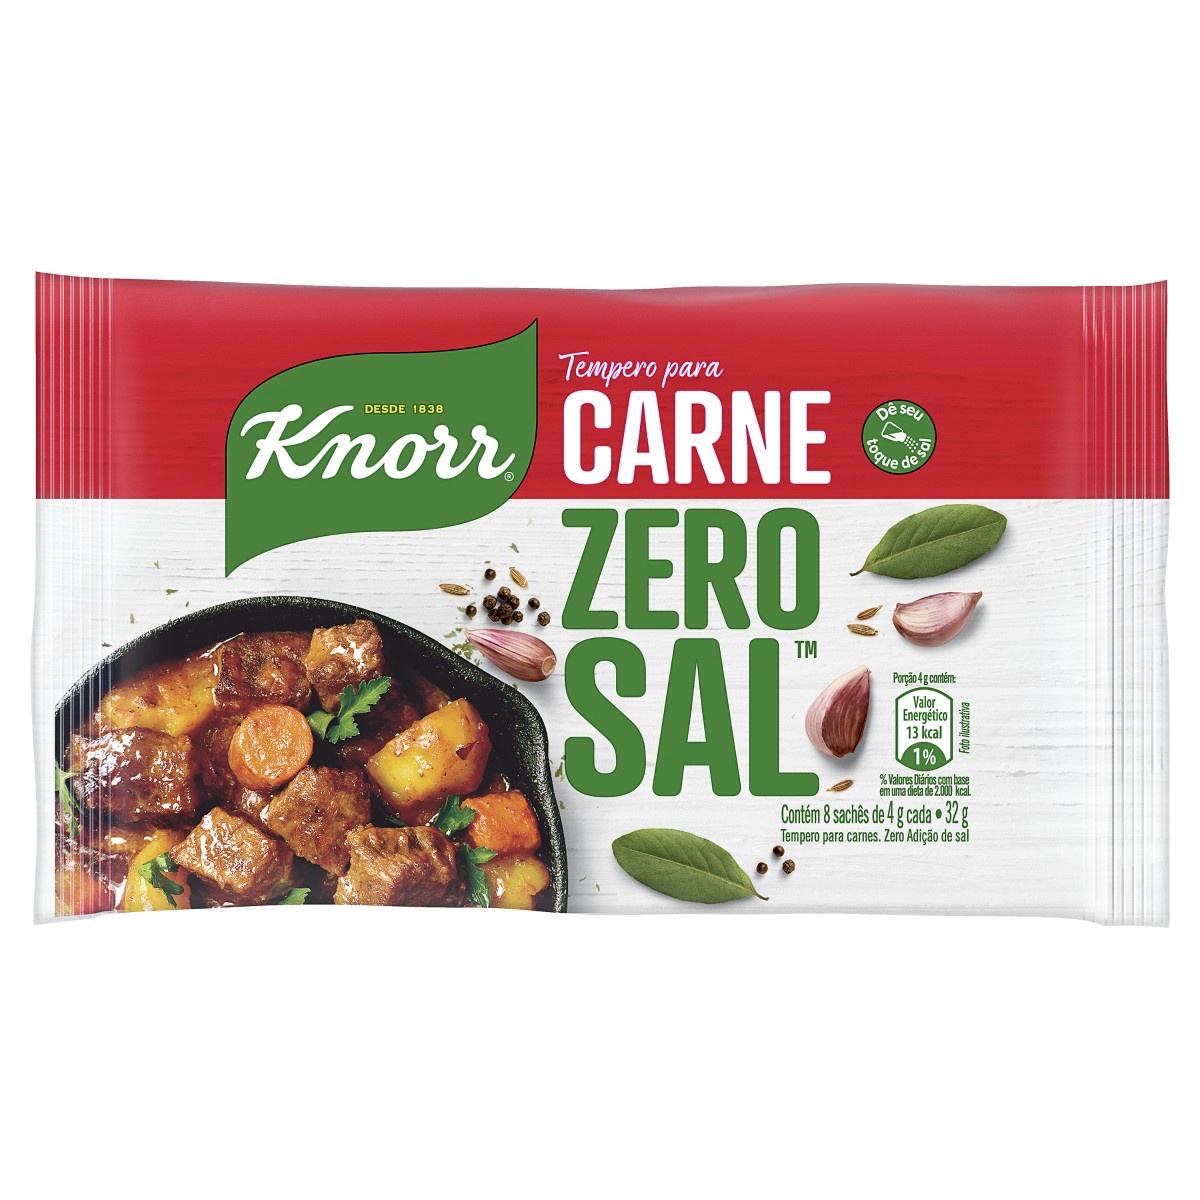 DESDE 1838
Knorr®
Tempero para
CARNE
Dê seu
toque de sal
ZERO
SAL™
Porção 4 g contém:
Valor
Energético
13 kcal
1%
Foto ilustrativa
% Valores Diários com base
em uma dieta de 2.000 kcal.
Contém 8 sachês de 4 g cada • 32 g
Tempero para carnes. Zero Adição de sal